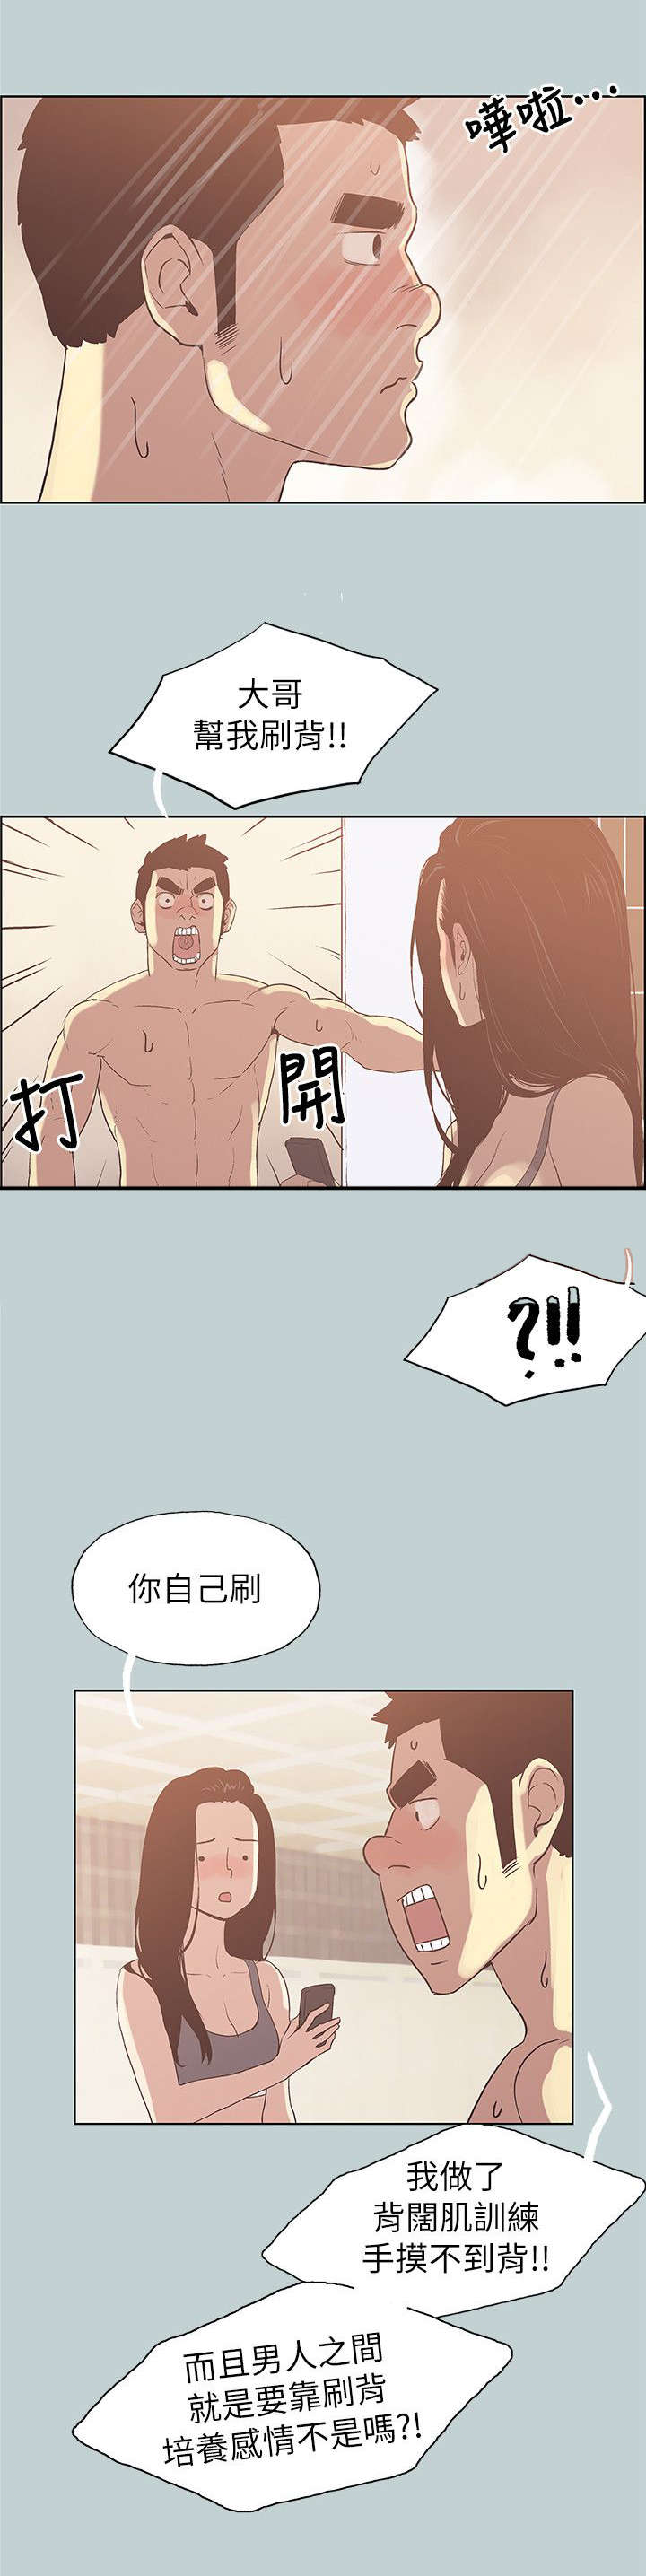 嘩啦…
大哥
幫我刷背!!
打開
?!!
你自己刷
我做了
背闊肌訓練
手摸不到背!!
而且男人之間
就是要靠刷背
培養感情不是嗎?!